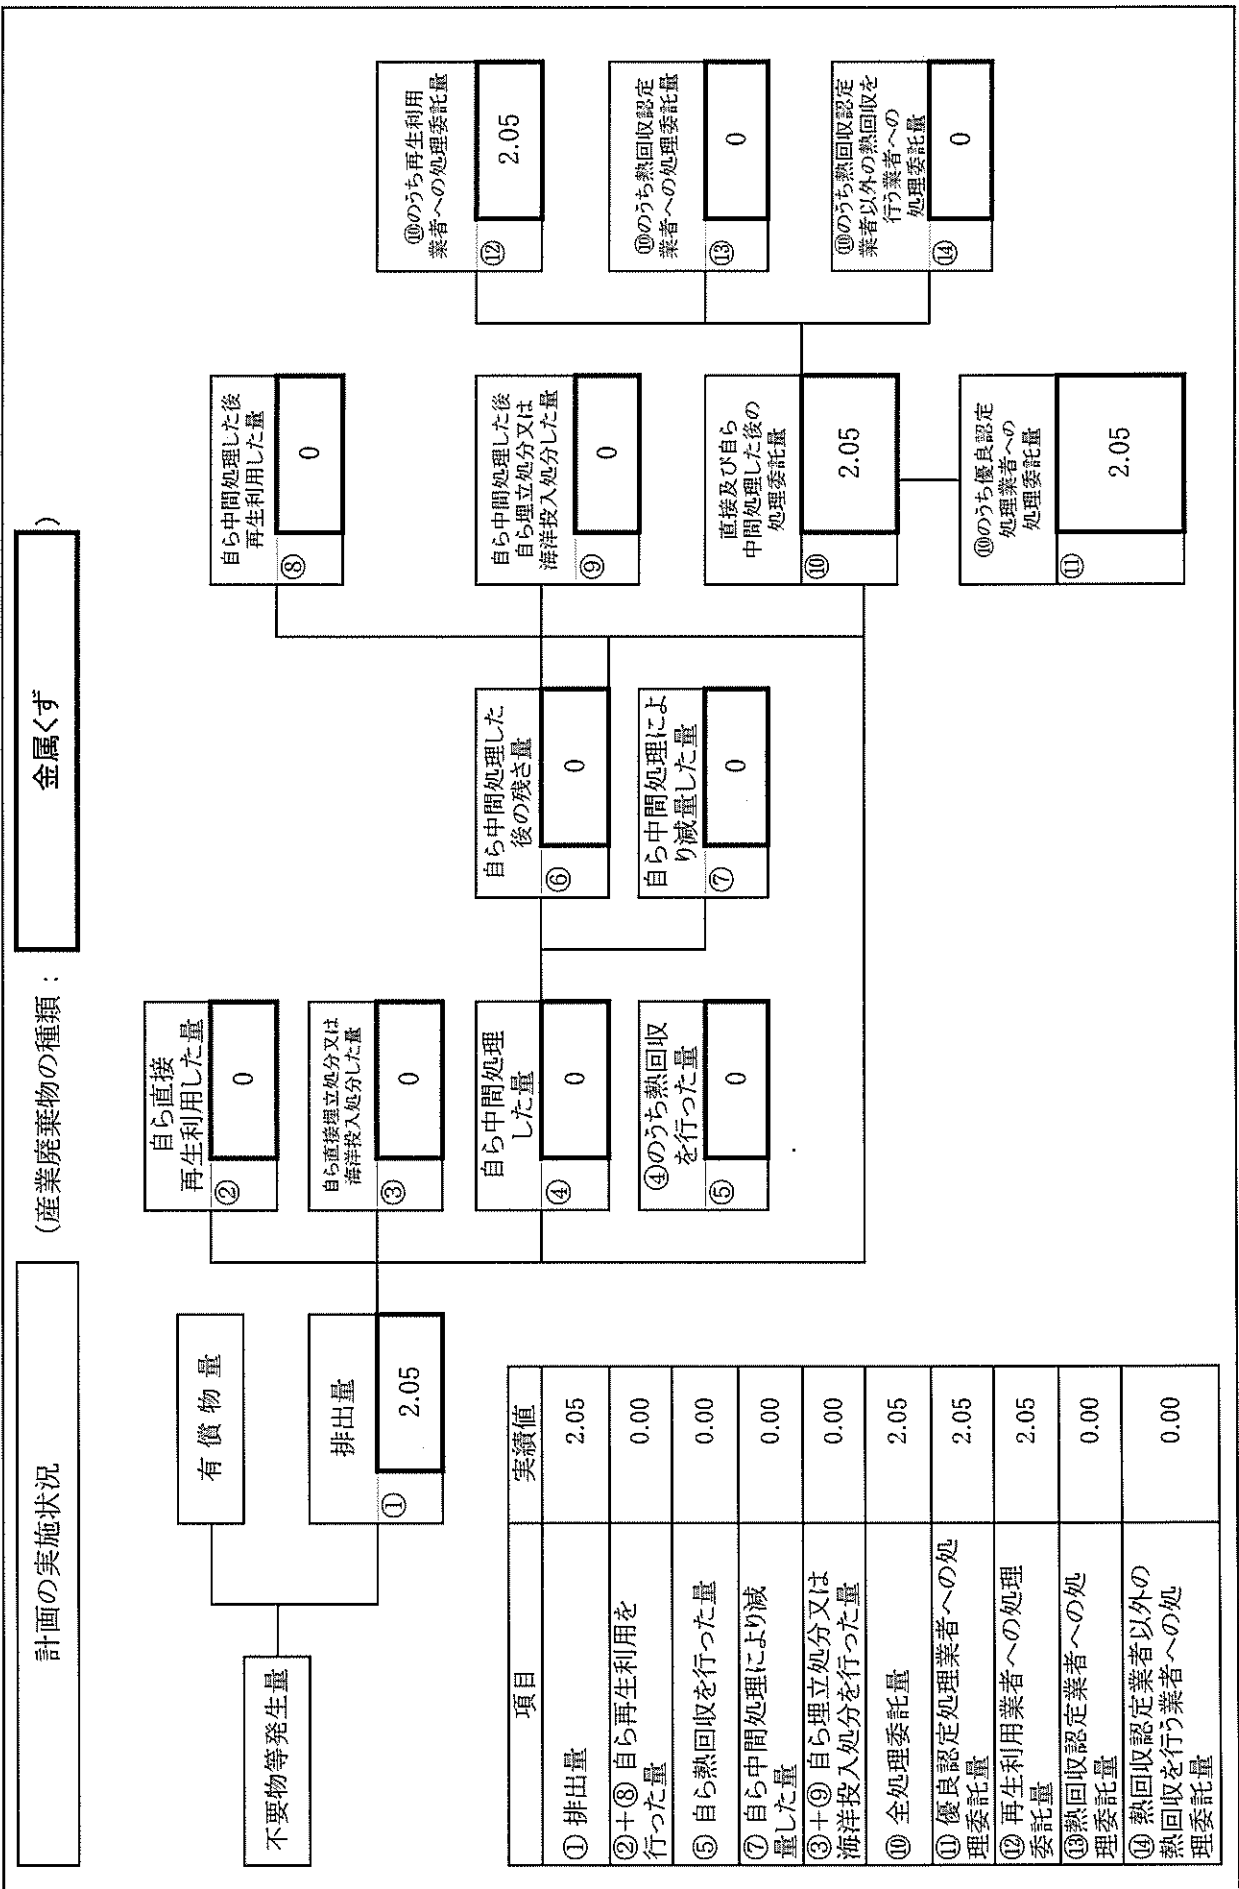 計画の実施状況
(産業廃棄物の種類：
金属くず
)
不要物等発生量
有償物量
排出量
①
2.05
自ら直接
再生利用した量
②
0
自ら直接埋立処分又は
海洋投入処分した量
③
0
自ら中間処理
した量
④
0
④のうち熱回収
を行った量
⑤
0
自ら中間処理した
後の残さ量
⑥
0
自ら中間処理によ
り減量した量
⑦
0
自ら中間処理した後
再生利用した量
⑧
0
自ら中間処理した後
自ら埋立処分又は
海洋投入処分した量
⑨
0
直接及び自ら
中間処理した後の
処理委託量
⑩
2.05
⑩のうち優良認定
処理業者への
処理委託量
⑪
2.05
⑩のうち再生利用
業者への処理委託量
⑫
2.05
⑩のうち熱回収認定
業者への処理委託量
⑬
0
⑩のうち熱回収認定
業者以外の熱回収を
行う業者への
処理委託量
⑭
0
項目
実績値
① 排出量
2.05
②+⑧ 自ら再生利用を
行った量
0.00
⑤ 自ら熱回収を行った量
0.00
⑦ 自ら中間処理により減
量した量
0.00
③+⑨ 自ら埋立処分又は
海洋投入処分を行った量
0.00
⑩ 全処理委託量
2.05
⑪ 優良認定処理業者への処
理委託量
2.05
⑫ 再生利用業者への処理
委託量
2.05
⑬熱回収認定業者への処
理委託量
0.00
⑭ 熱回収認定業者以外の
熱回収を行う業者への処
理委託量
0.00